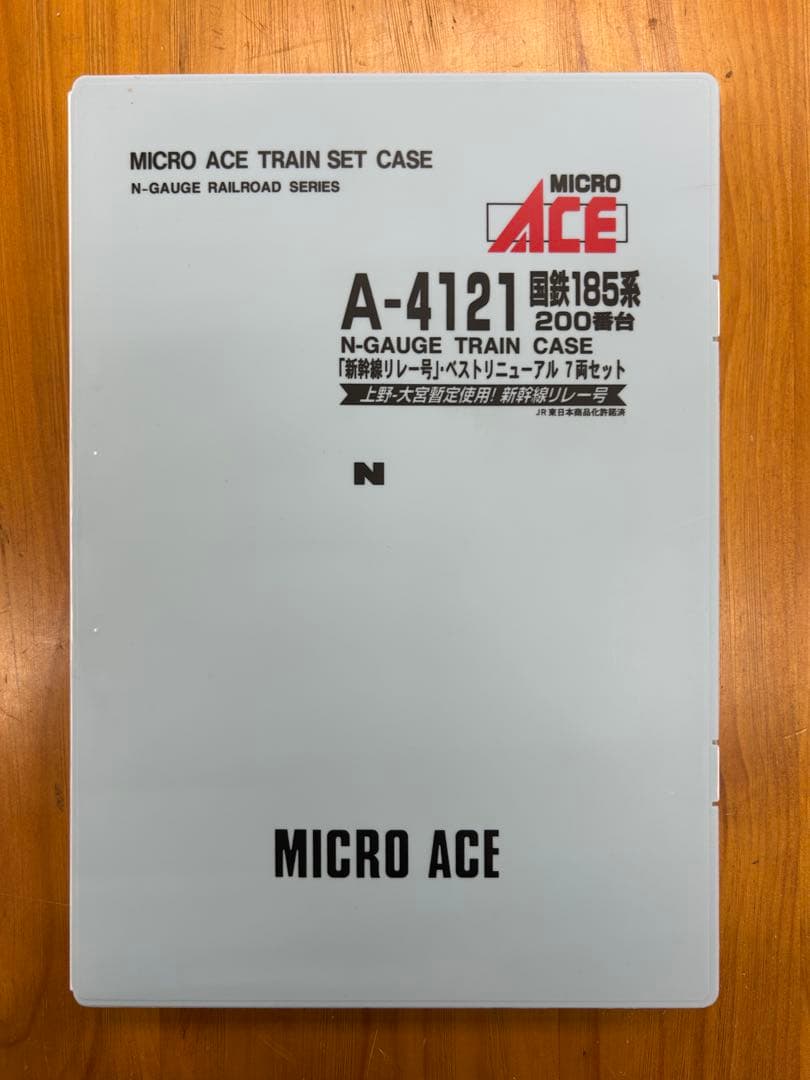 MICRO ACE TRAIN SET CASE
N-GAUGE RAILROAD SERIES
MICRO
ACE
A-4121 国鉄185系
200番台
N-GAUGE TRAIN CASE
「新幹線リレー号」・ベストリニューアル 7両セット
上野-大宮暫定使用! 新幹線リレー号
JR東日本商品化許諾済
N
MICRO ACE